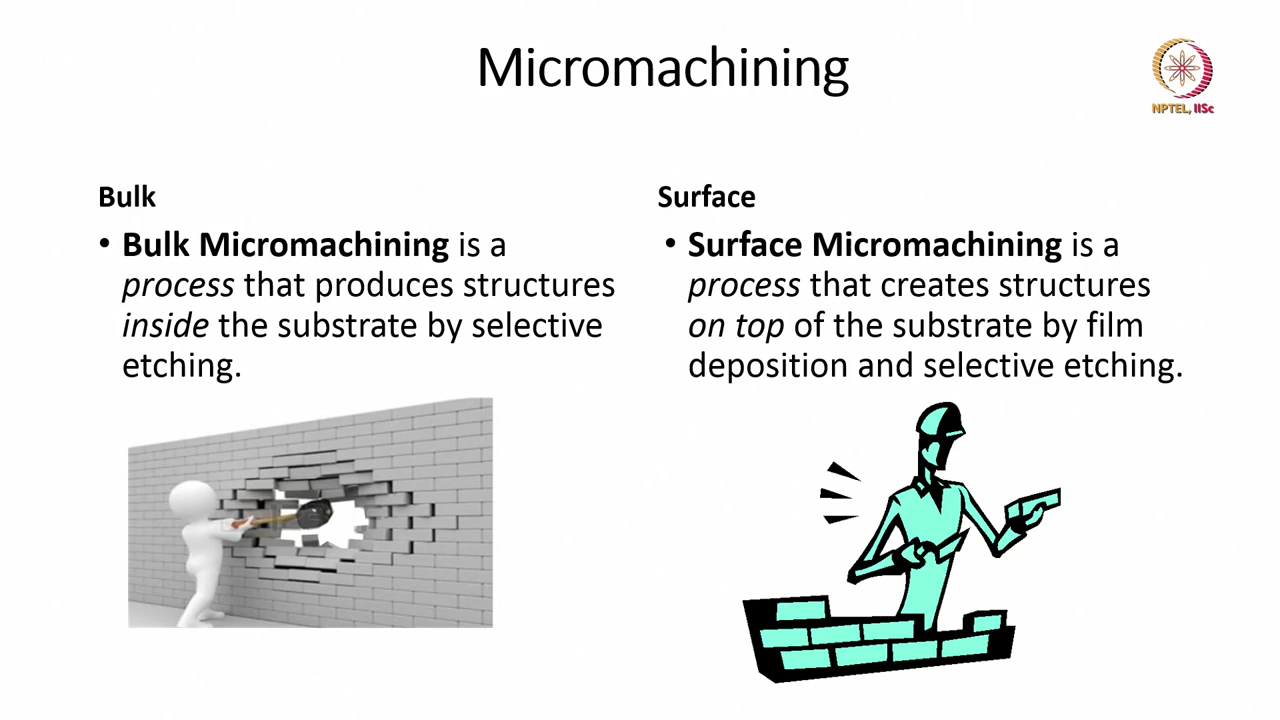 Micromachining
NPTEL, IISc
Bulk
• Bulk Micromachining is a
process that produces structures
inside the substrate by selective
etching.
Surface
• Surface Micromachining is a
process that creates structures
on top of the substrate by film
deposition and selective etching.